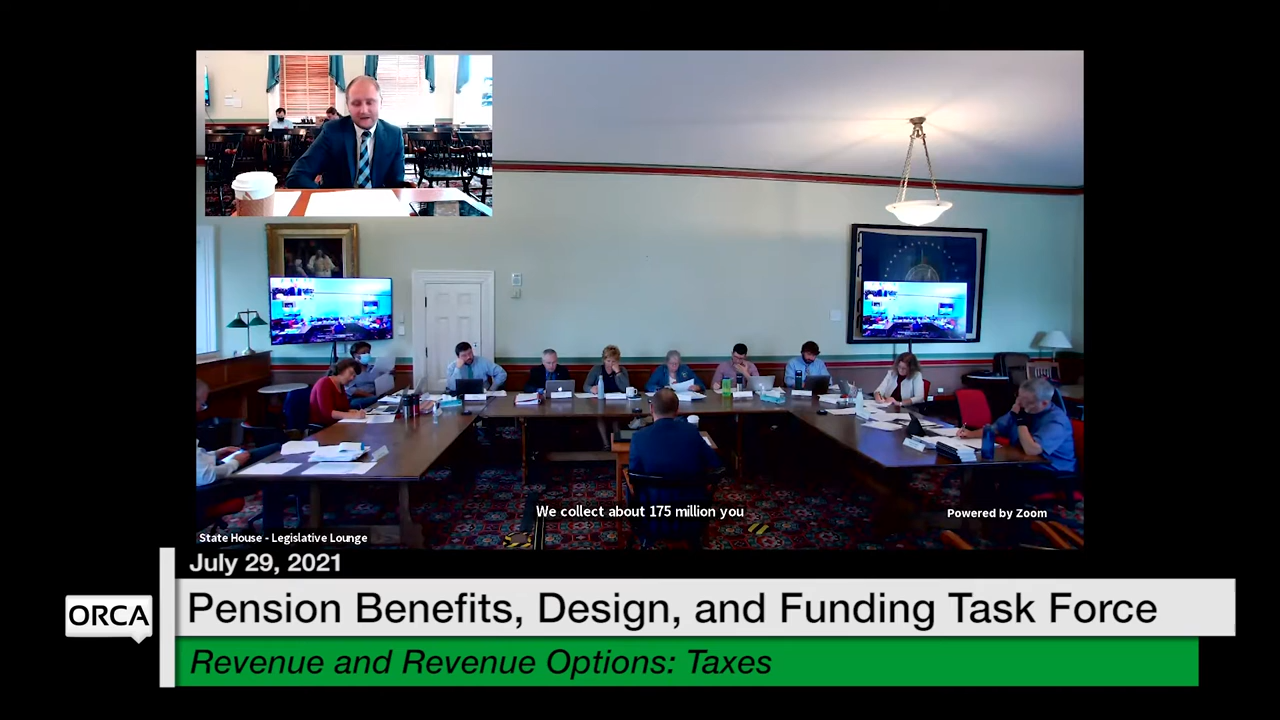 We collect about 175 million you
Powered by Zoom
State House - Legislative Lounge
July 29, 2021
ORCA
Pension Benefits, Design, and Funding Task Force
Revenue and Revenue Options: Taxes